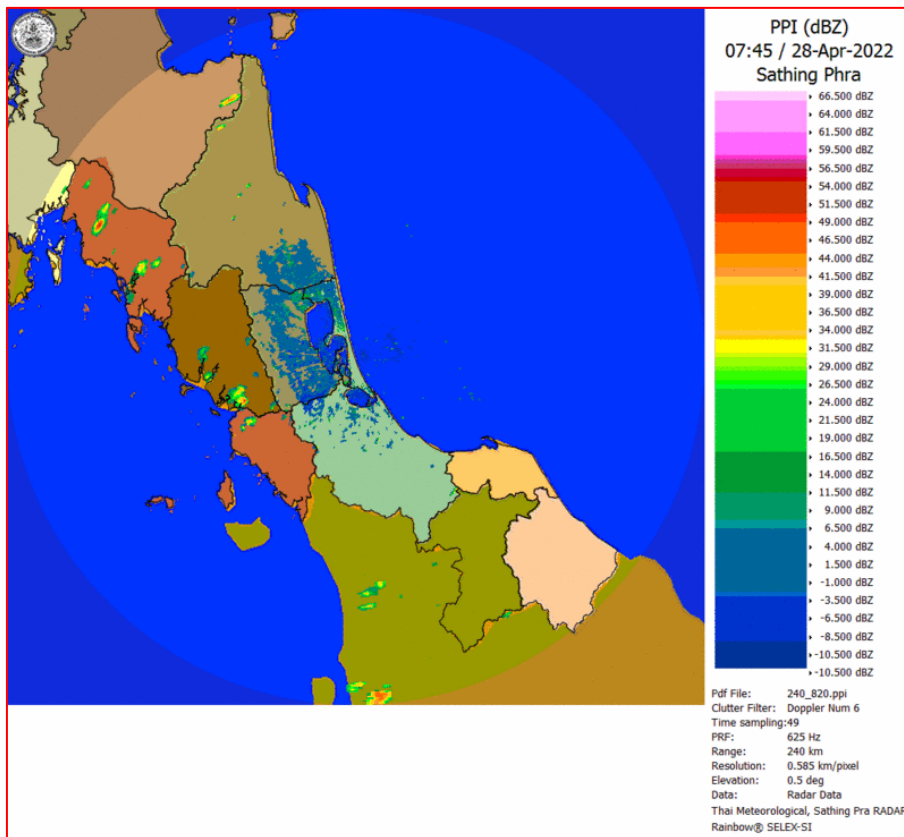 PPI (dBZ)
07:45 / 28-Apr-2022
Sathing Phra
66.500 dBZ
64.000 dBZ
61.500 dBZ
59.500 dBZ
56.500 dBZ
54.000 dBZ
51.500 dBZ
49.000 dBZ
46.500 dBZ
44.000 dBZ
41.500 dBZ
39.000 dBZ
36.500 dBZ
34.000 dBZ
31.500 dBZ
29.000 dBZ
26.500 dBZ
24.000 dBZ
21.500 dBZ
19.000 dBZ
16.500 dBZ
14.000 dBZ
11.500 dBZ
9.000 dBZ
6.500 dBZ
4.000 dBZ
1.500 dBZ
-1.000 dBZ
-3.500 dBZ
-6.500 dBZ
-8.500 dBZ
-10.500 dBZ
-10.500 dBZ
Pdf File: 240_820.ppi
Clutter Filter: Doppler Num 6
Time sampling:49
PRF: 625 Hz
Range: 240 km
Resolution: 0.585 km/pixel
Elevation: 0.5 deg
Data: Radar Data
Thai Meteorological, Sathing Pra RADAR
Rainbow® SELEX-SI